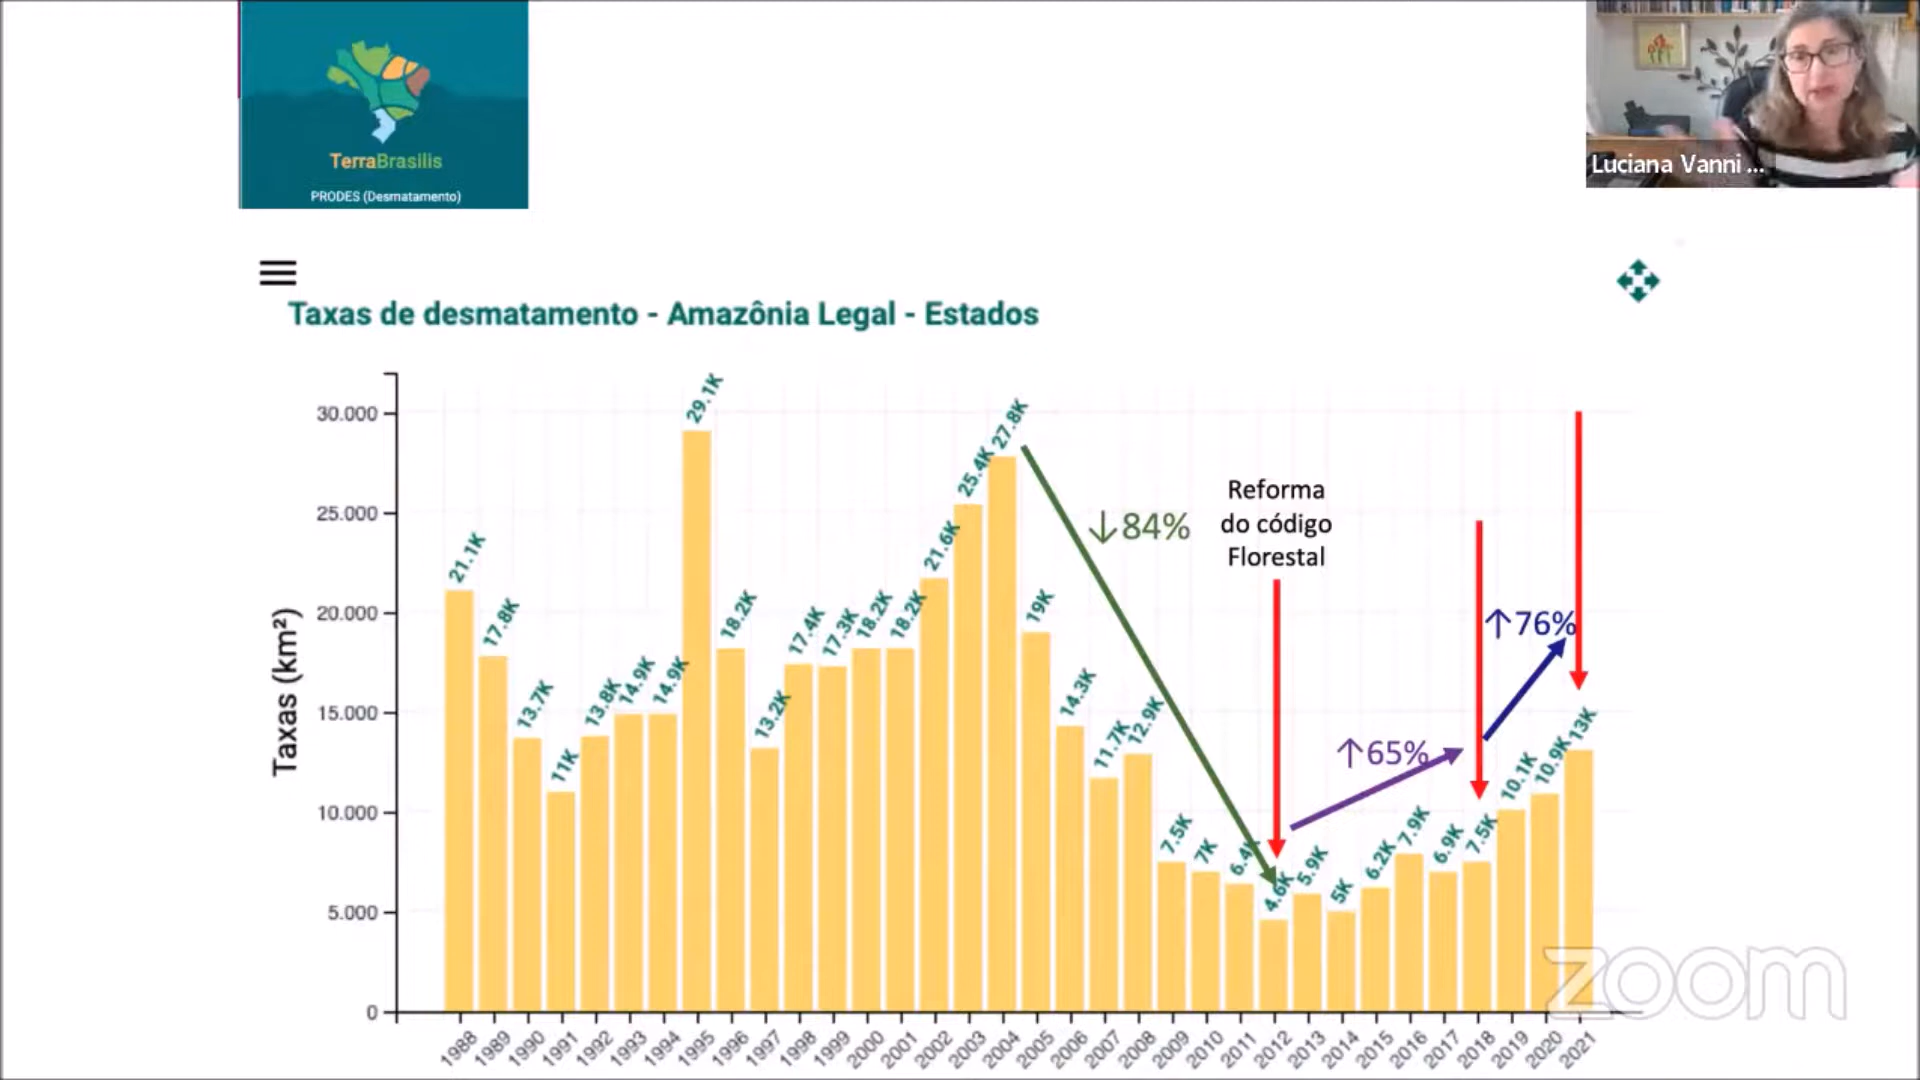 TerraBrasilis
PRODES (Desmatamento)
Luciana Vanni ...
Taxas de desmatamento - Amazônia Legal - Estados
Taxas (km²)
30.000
25.000
20.000
15.000
10.000
5.000
0
21.1K
17.8K
13.7K
11K
13.8K
14.9K
14.9K
29.1K
18.2K
13.2K
17.4K
17.3K
18.2K
18.2K
21.6K
25.4K
27.8K
19K
14.3K
11.7K
12.9K
7.5K
7K
6.4K
4.6K
5.9K
5K
6.2K
7.9K
6.9K
7.5K
10.1K
10.9K
13K
↓84%
Reforma
do código
Florestal
↑65%
↑76%
1988
1989
1990
1991
1992
1993
1994
1995
1996
1997
1998
1999
2000
2001
2002
2003
2004
2005
2006
2007
2008
2009
2010
2011
2012
2013
2014
2015
2016
2017
2018
2019
2020
2021
zoom